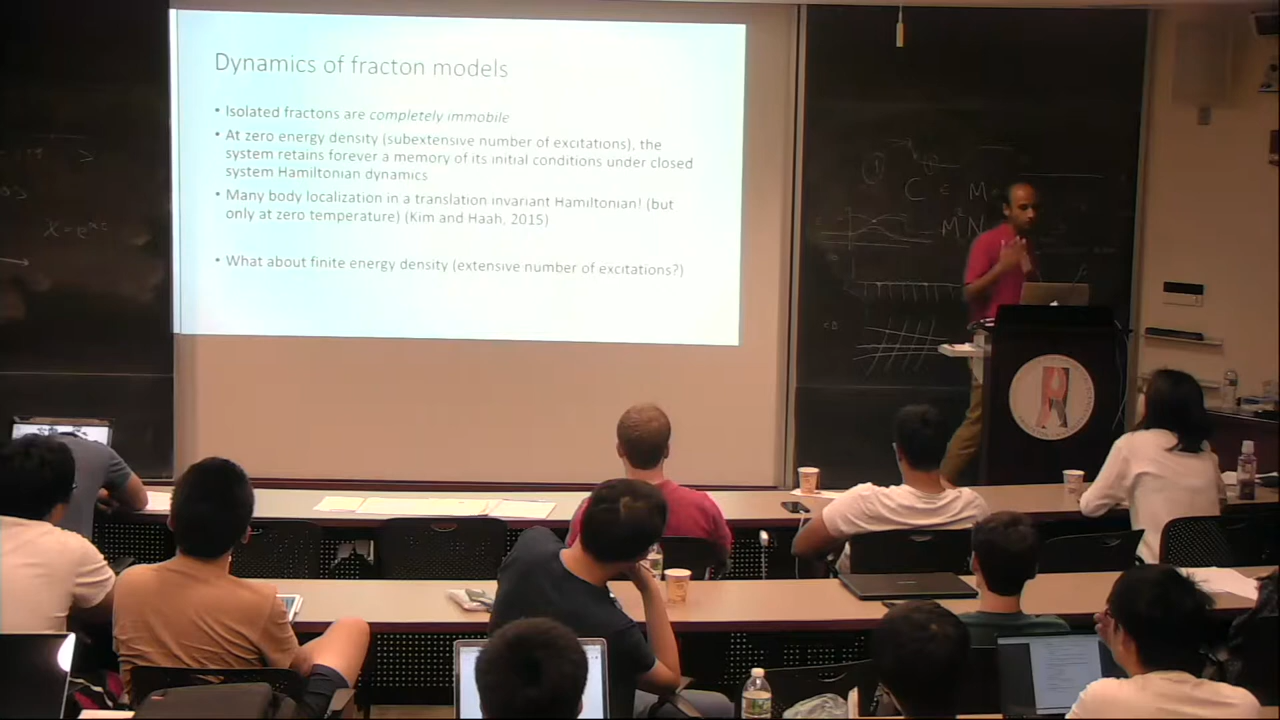 Dynamics of fracton models
• Isolated fractons are completely immobile
• At zero energy density (subextensive number of excitations), the
system retains forever a memory of its initial conditions under closed
system Hamiltonian dynamics
• Many body localization in a translation invariant Hamiltonian! (but
only at zero temperature) (Kim and Haah, 2015)
• What about finite energy density (extensive number of excitations?)
C ∈ M
M²N